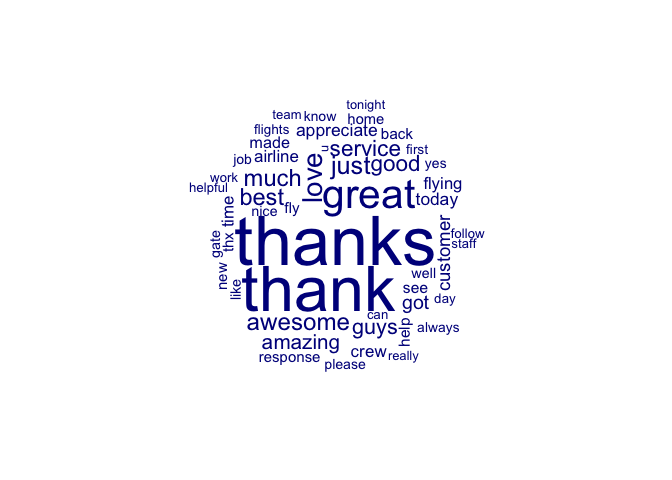 tonight
team know
home
flights appreciate back
made
u service first
job airline
love just good yes
work much
helpful great flying
best today
nice fly
time
thanks
thx
gate customer follow
staff
new like thank well
see
got day
can
awesome guys help always
amazing
response crew really
please